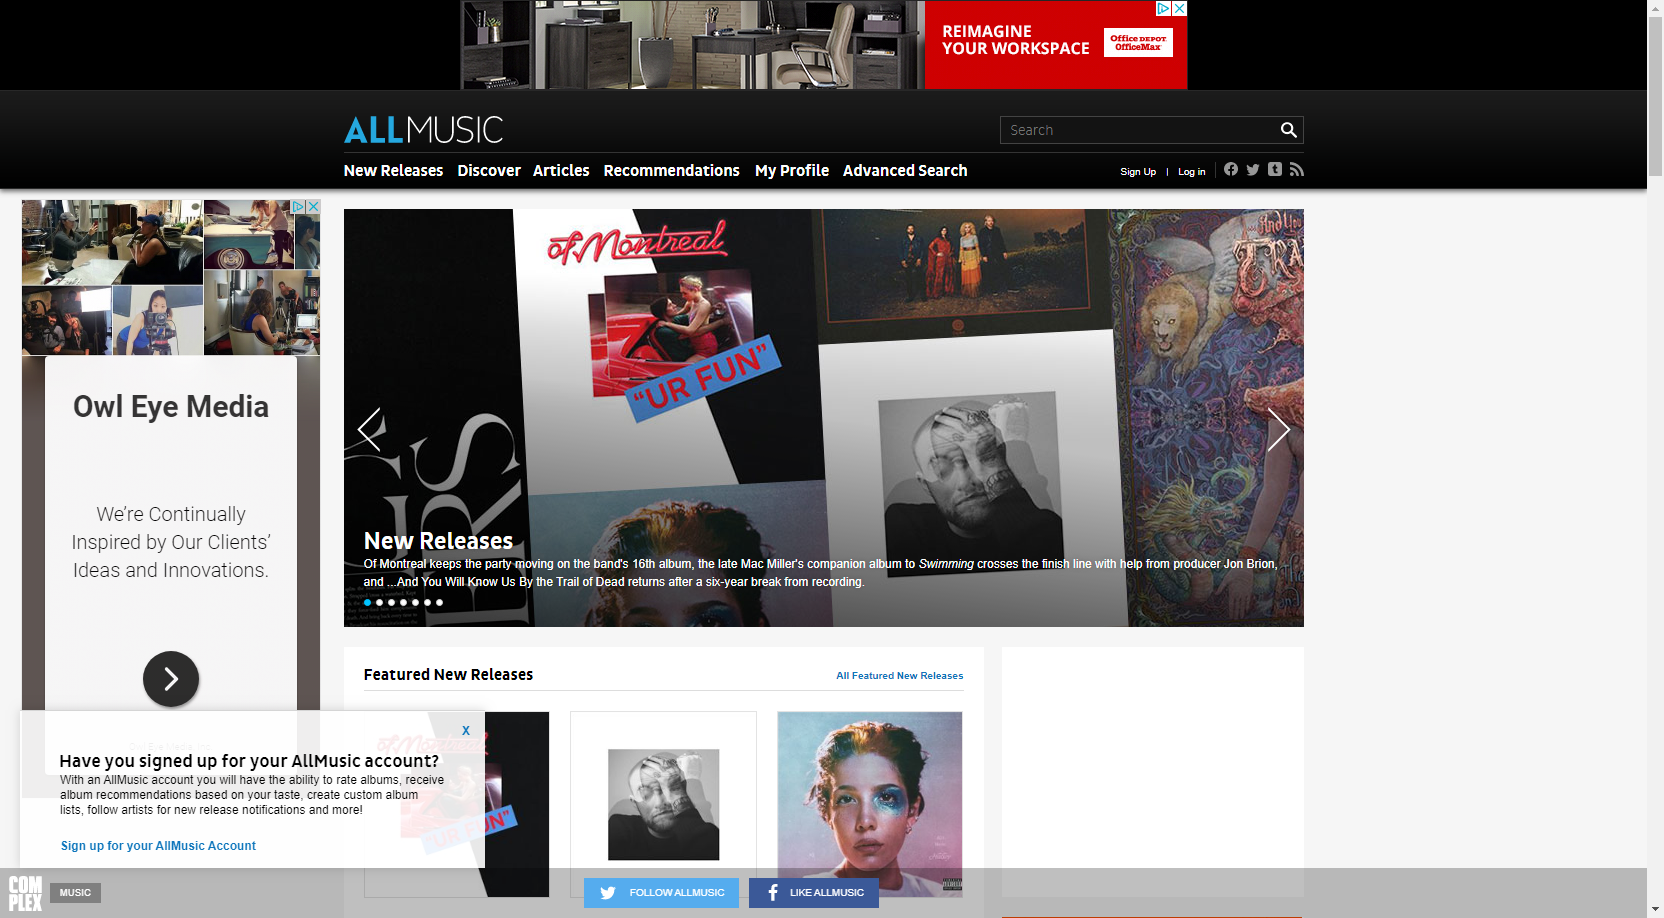 REIMAGINE
YOUR WORKSPACE
Office DEPOT
OfficeMax
ALLMUSIC
Search
New Releases Discover Articles Recommendations My Profile Advanced Search
Sign Up | Log in
Owl Eye Media
We're Continually
Inspired by Our Clients'
Ideas and Innovations.
of Montreal
"UR FUN"
And You
TRA
New Releases
Of Montreal keeps the party moving on the band's 16th album, the late Mac Miller's companion album to Swimming crosses the finish line with help from producer Jon Brion,
and ...And You Will Know Us By the Trail of Dead returns after a six-year break from recording.
Featured New Releases
All Featured New Releases
of Montreal
"UR FUN"
X
Have you signed up for your AllMusic account?
With an AllMusic account you will have the ability to rate albums, receive
album recommendations based on your taste, create custom album
lists, follow artists for new release notifications and more!
Sign up for your AllMusic Account
COMPLEX
MUSIC
FOLLOW ALLMUSIC
LIKE ALLMUSIC